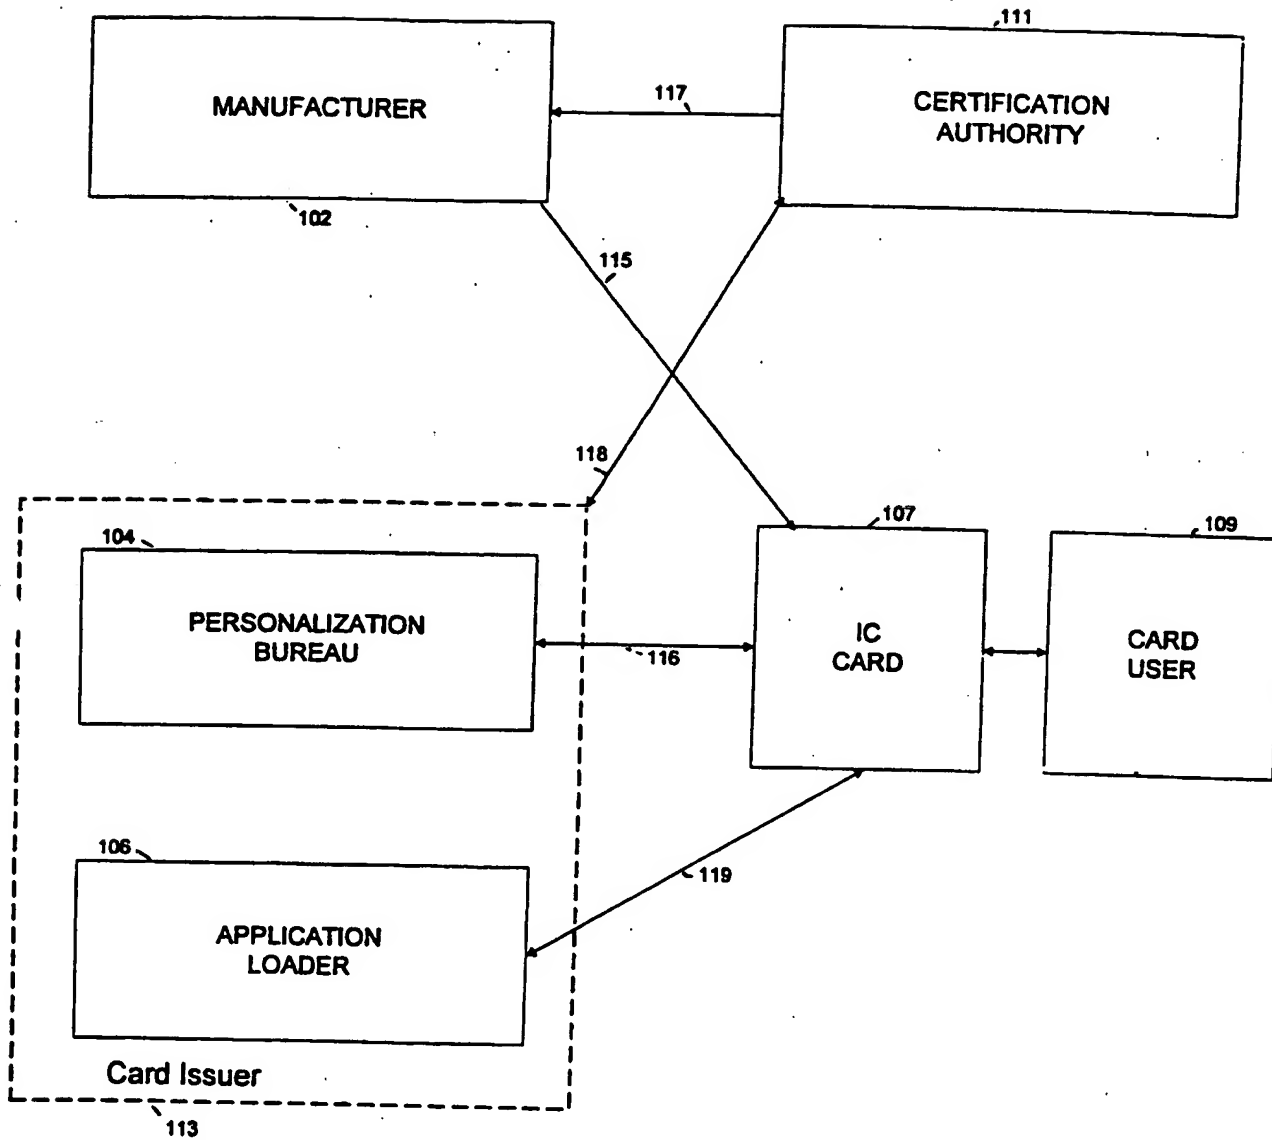 111
MANUFACTURER
117
CERTIFICATION
AUTHORITY
102
115
118
107
109
104
PERSONALIZATION
BUREAU
116
IC
CARD
CARD
USER
106
APPLICATION
LOADER
119
Card Issuer
113